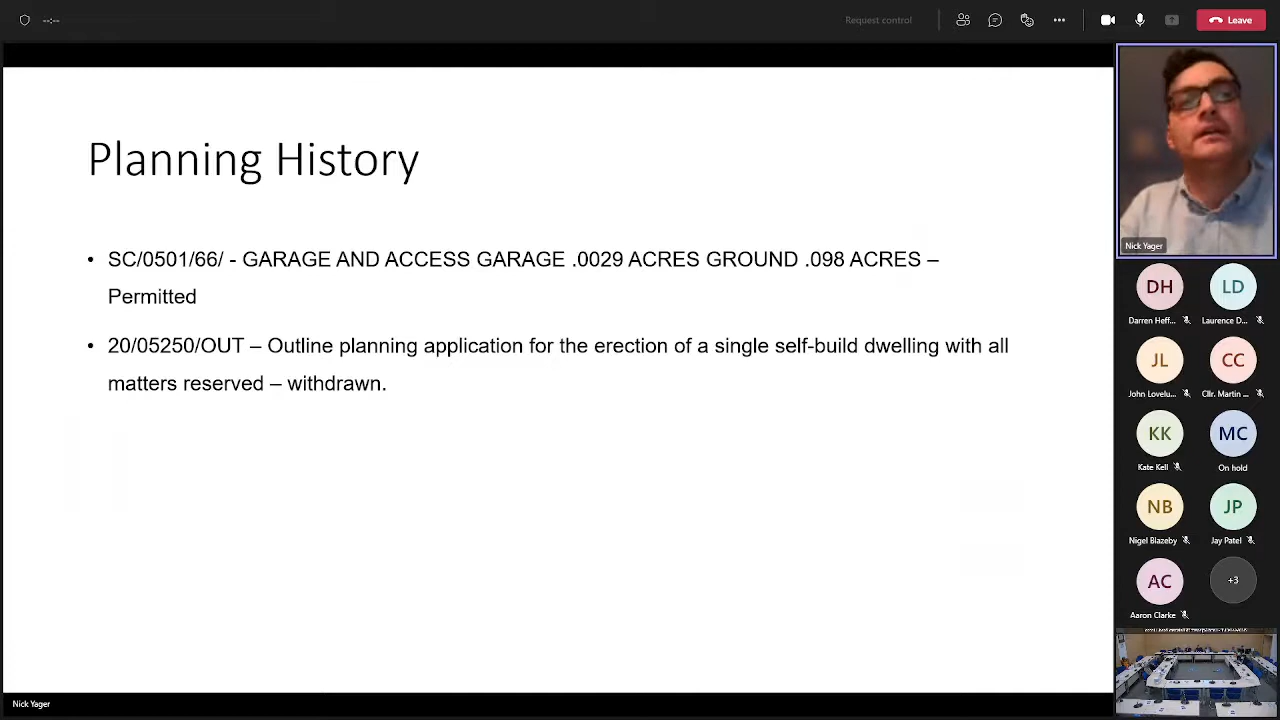 --:--
Request control
Leave
Planning History
• SC/0501/66/ - GARAGE AND ACCESS GARAGE .0029 ACRES GROUND .098 ACRES –
Permitted
• 20/05250/OUT – Outline planning application for the erection of a single self-build dwelling with all
matters reserved – withdrawn.
Nick Yager
DH
LD
Darren Heff...
Laurence D...
JL
CC
John Lovelu...
Cllr. Martin ...
KK
MC
Kate Kell
On hold
NB
JP
Nigel Blazeby
Jay Patel
AC
+3
Aaron Clarke
Nick Yager